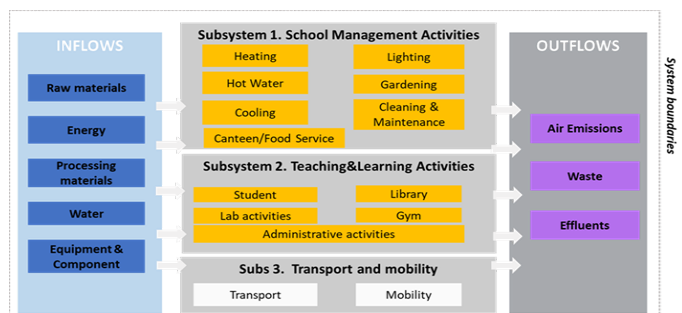 INFLOWS
Raw materials
Energy
Processing
materials
Water
Equipment &
Component
Subsystem 1. School Management Activities
Heating
Lighting
Hot Water
Gardening
Cooling
Cleaning &
Maintenance
Canteen/Food Service
Subsystem 2. Teaching&Learning Activities
Student
Library
Lab activities
Gym
Administrative activities
Subs 3. Transport and mobility
Transport
Mobility
OUTFLOWS
Air Emissions
Waste
Effluents
System boundaries